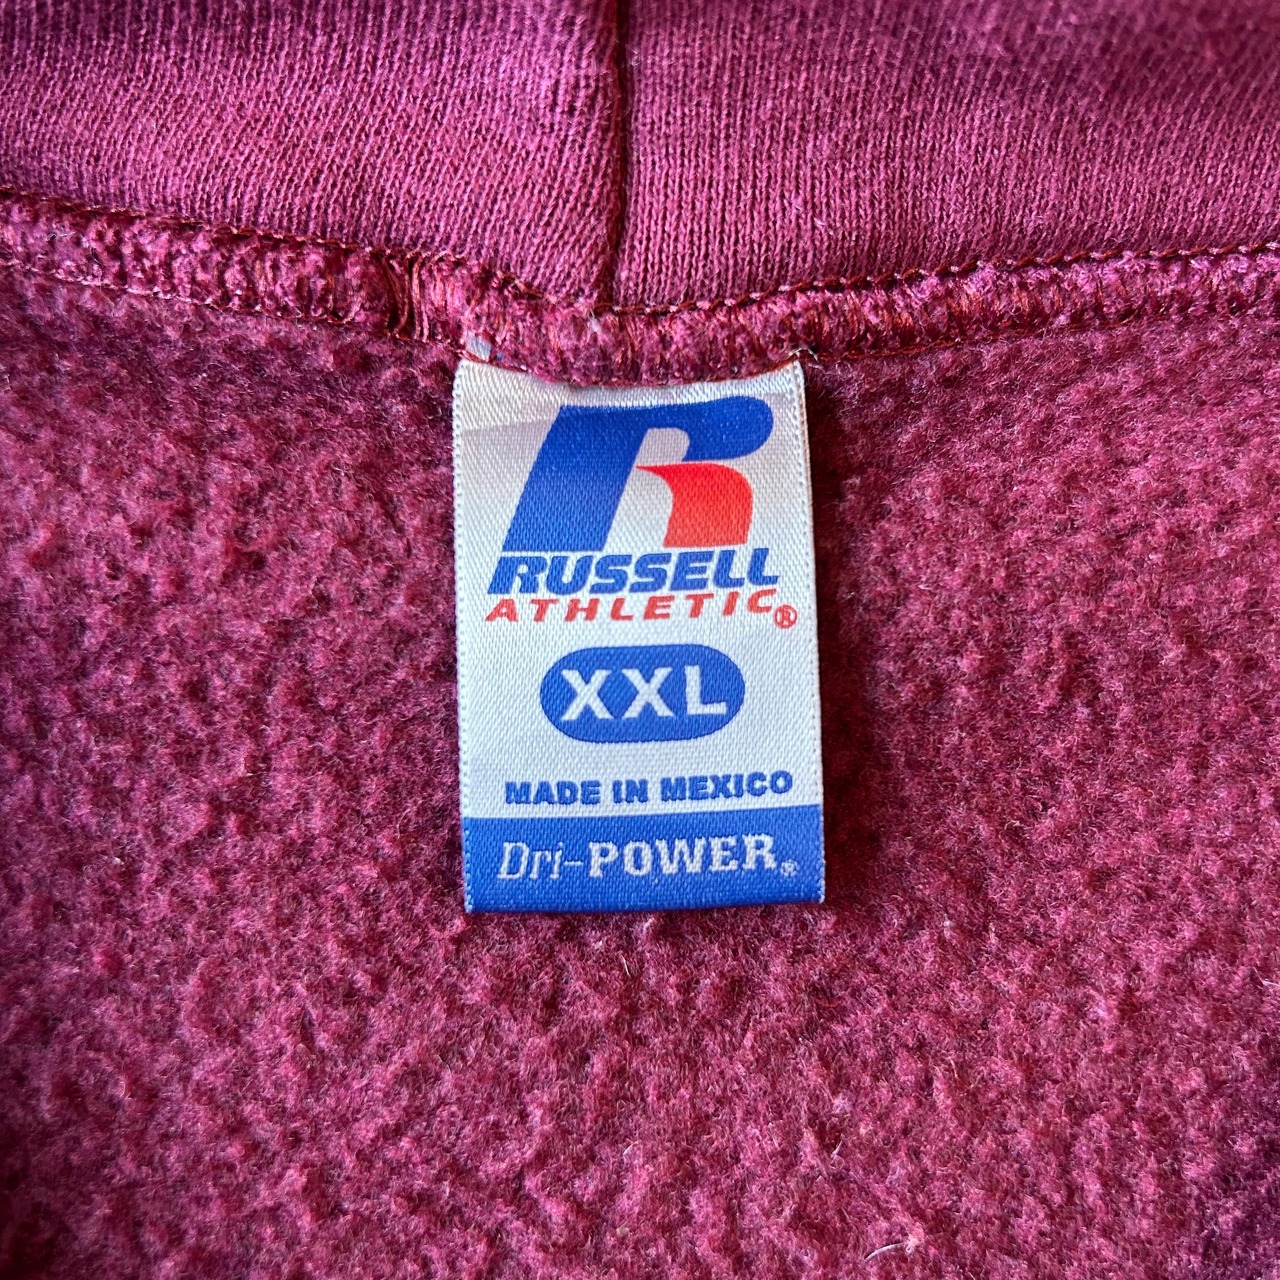 RUSSELL
ATHLETIC®
XXL
MADE IN MEXICO
Dri-POWER®